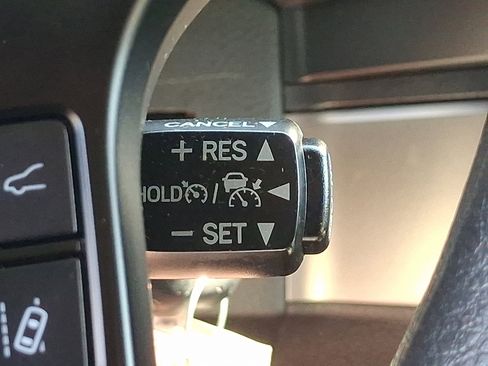 CANCEL ▼
+ RES ▲
HOLD / ◀
− SET ▼